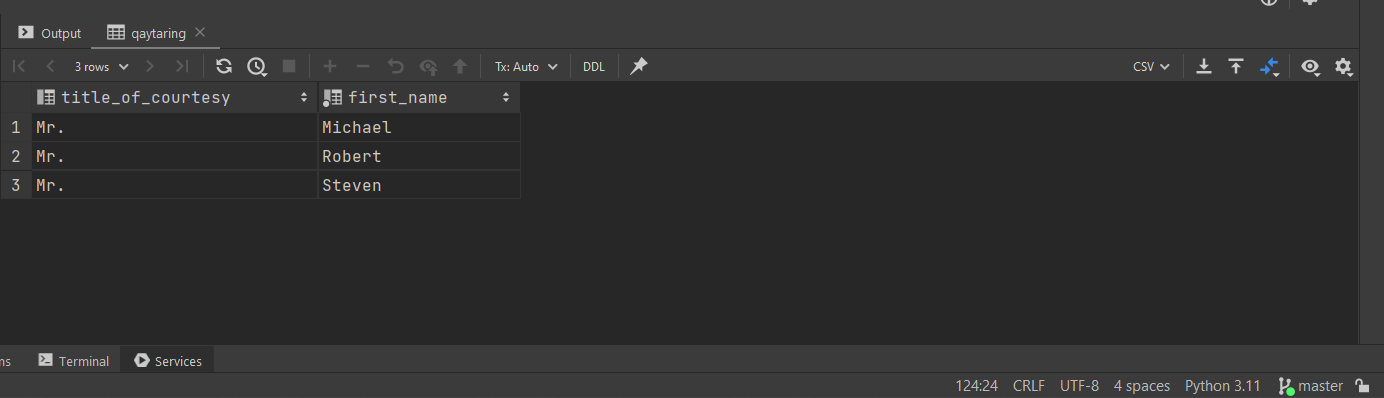 Output qaytaring
3 rows Tx: Auto DDL CSV
title_of_courtesy first_name
1 Mr. Michael
2 Mr. Robert
3 Mr. Steven
ms Terminal Services
124:24 CRLF UTF-8 4 spaces Python 3.11 master